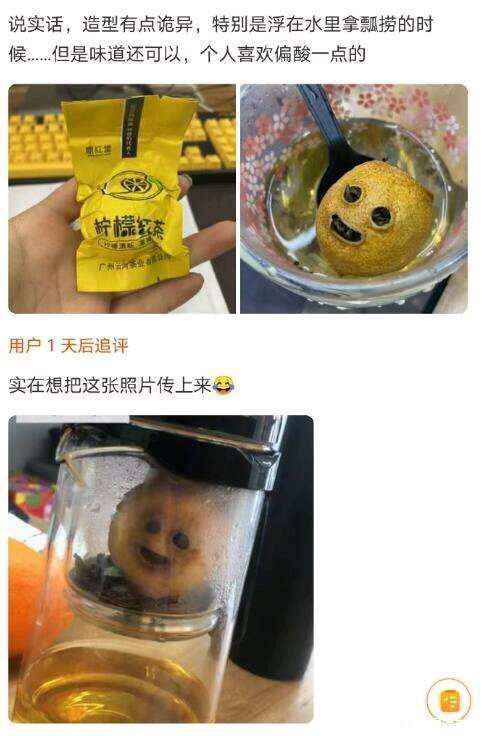 说实话，造型有点诡异，特别是浮在水里拿瓢捞的时
候……但是味道还可以，个人喜欢偏酸一点的
柠檬红茶
用户 1 天后追评
实在想把这张照片传上来😂